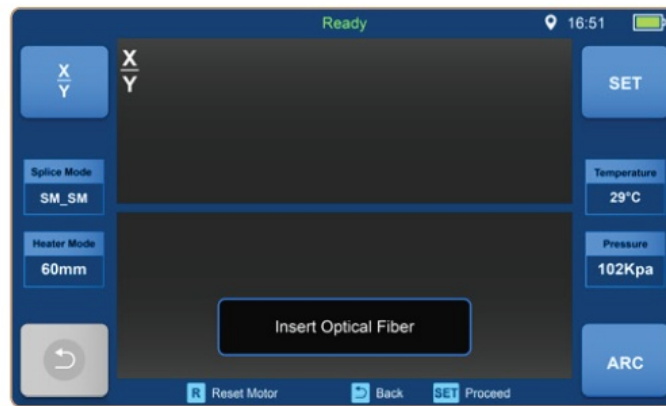 Ready
16:51
X
Y
X
Y
SET
Splice Mode
SM_SM
Temperature
29°C
Heater Mode
60mm
Pressure
102Kpa
Insert Optical Fiber
ARC
R Reset Motor Back SET Proceed